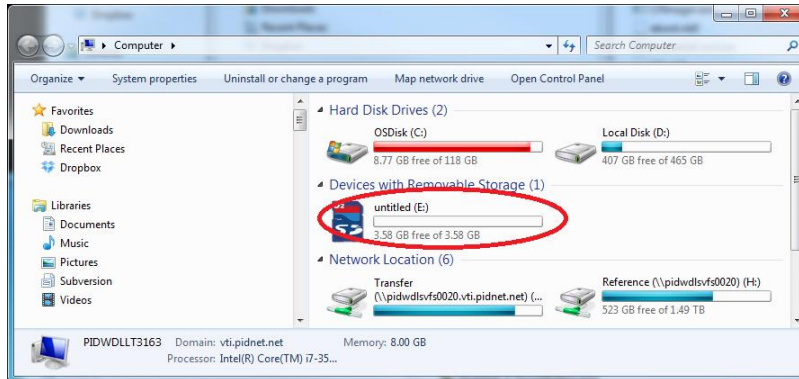 Computer
Search Computer
Organize
System properties
Uninstall or change a program
Map network drive
Open Control Panel
Favorites
Downloads
Recent Places
Dropbox
Libraries
Documents
Music
Pictures
Subversion
Videos
Hard Disk Drives (2)
OSDisk (C:)
8.77 GB free of 118 GB
Local Disk (D:)
407 GB free of 465 GB
Devices with Removable Storage (1)
untitled (E:)
3.58 GB free of 3.58 GB
Network Location (6)
Transfer
(\\pidwdlsvfs0020.vti.pidnet.net) (...
Reference (\\pidwdlsvfs0020) (H:)
523 GB free of 1.49 TB
PIDWDLLT3163 Domain: vti.pidnet.net Memory: 8.00 GB
Processor: Intel(R) Core(TM) i7-35...